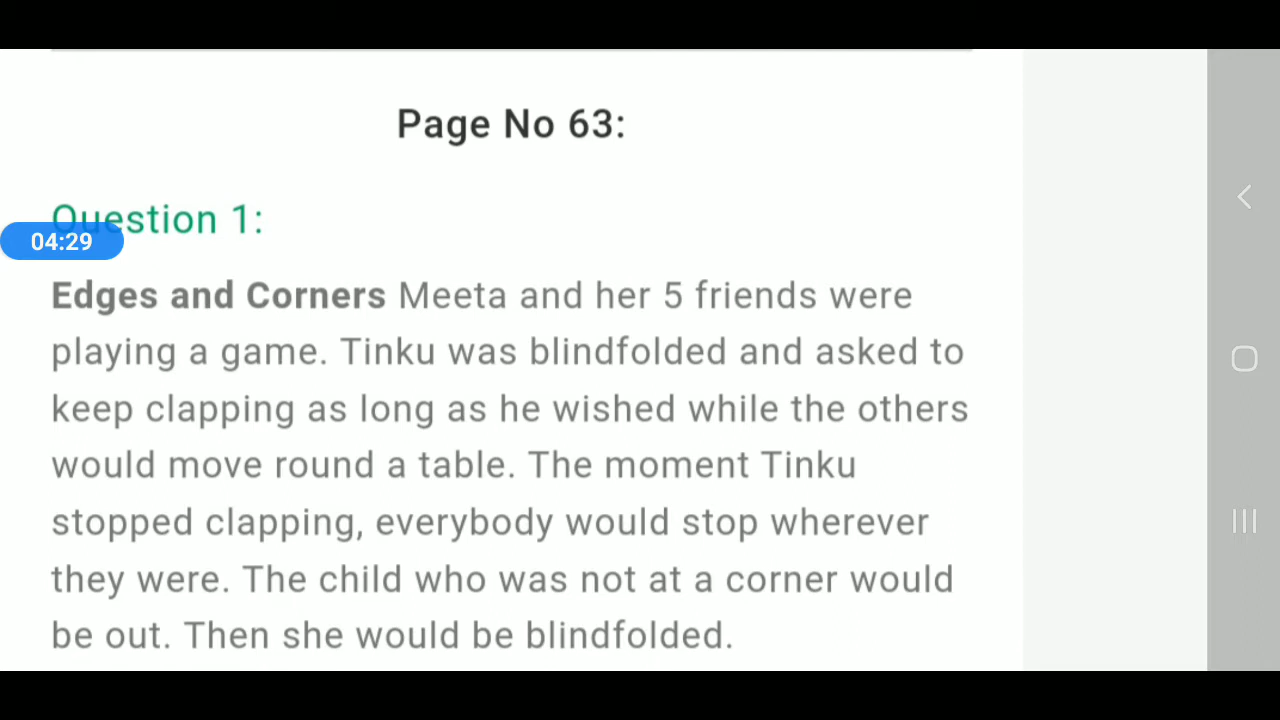 Page No 63:
Question 1:
04:29
Edges and Corners Meeta and her 5 friends were
playing a game. Tinku was blindfolded and asked to
keep clapping as long as he wished while the others
would move round a table. The moment Tinku
stopped clapping, everybody would stop wherever
they were. The child who was not at a corner would
be out. Then she would be blindfolded.